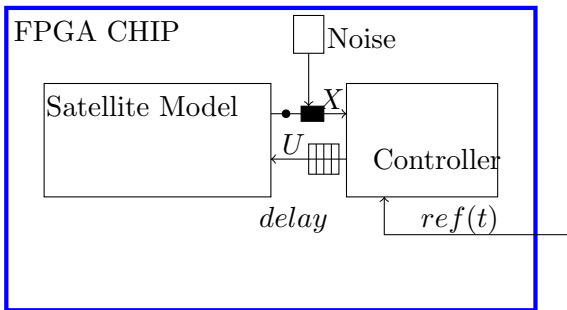 FPGA CHIP
Noise
Satellite Model
X
U
Controller
delay
ref(t)